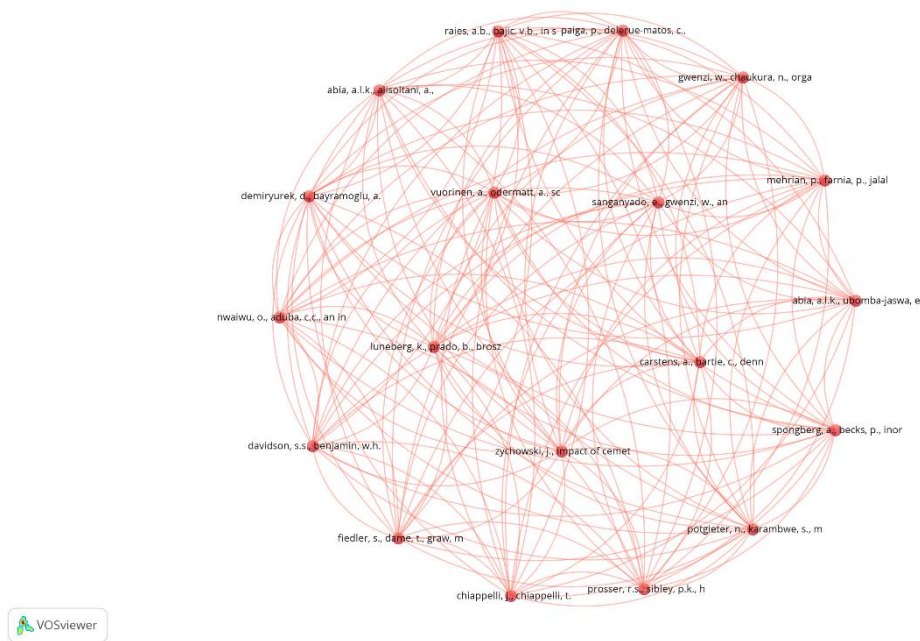 raies, a.b., bajic, v.b., in s
paiga, p., delerue-matos, c..
gwenzi, w., chaukura, n., orga
abia, a.l.k., alisoltani, a.,
mehrian, p., farnia, p., jalal
demiryurek, d., bayramoglu, a.
vuorinen, a., odermatt, a., sc
sanganyado, e., gwenzi, w., an
abia, a.l.k., ubomba-jaswa, e
nwaiwu, o., aduba, c.c., an in
luneberg, k., prado, b., brosz
carstens, a., bartie, c., denn
spongberg, a., becks, p., inor
davidson, s.s., benjamin, w.h.
zychowski, j., impact of cemet
fiedler, s., dame, t., graw, m
potgieter, n., karambwe, s., m
chiappelli, j., chiappelli, t.
prosser, r.s., sibley, p.k., h
VOSviewer